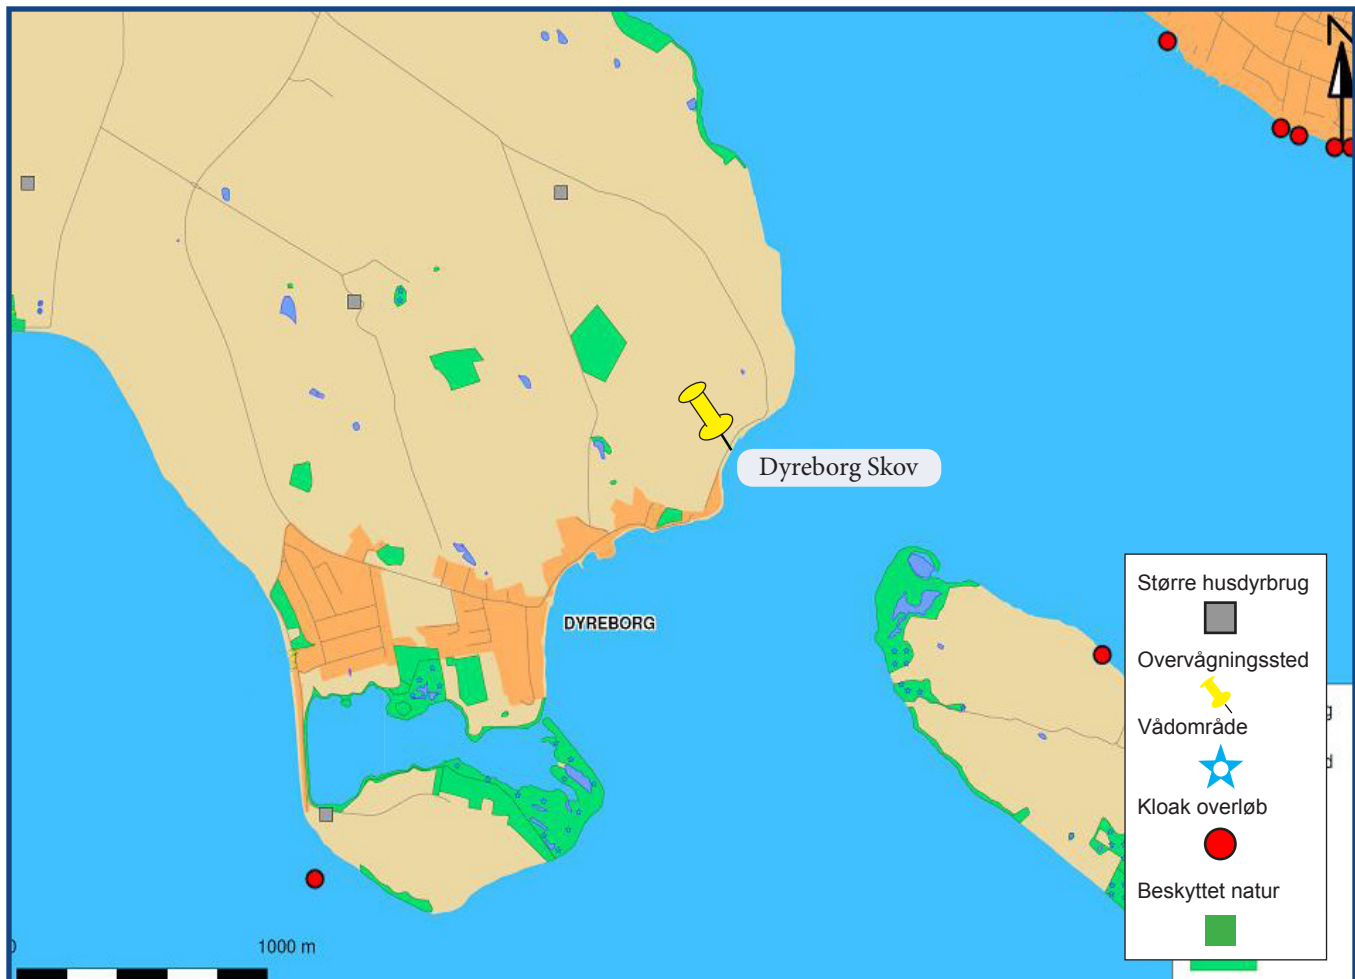 N
Dyreborg Skov
DYREBORG
Større husdyrbrug
Overvågningssted
Vådområde
Kloak overløb
Beskyttet natur
g
d
0 1000 m